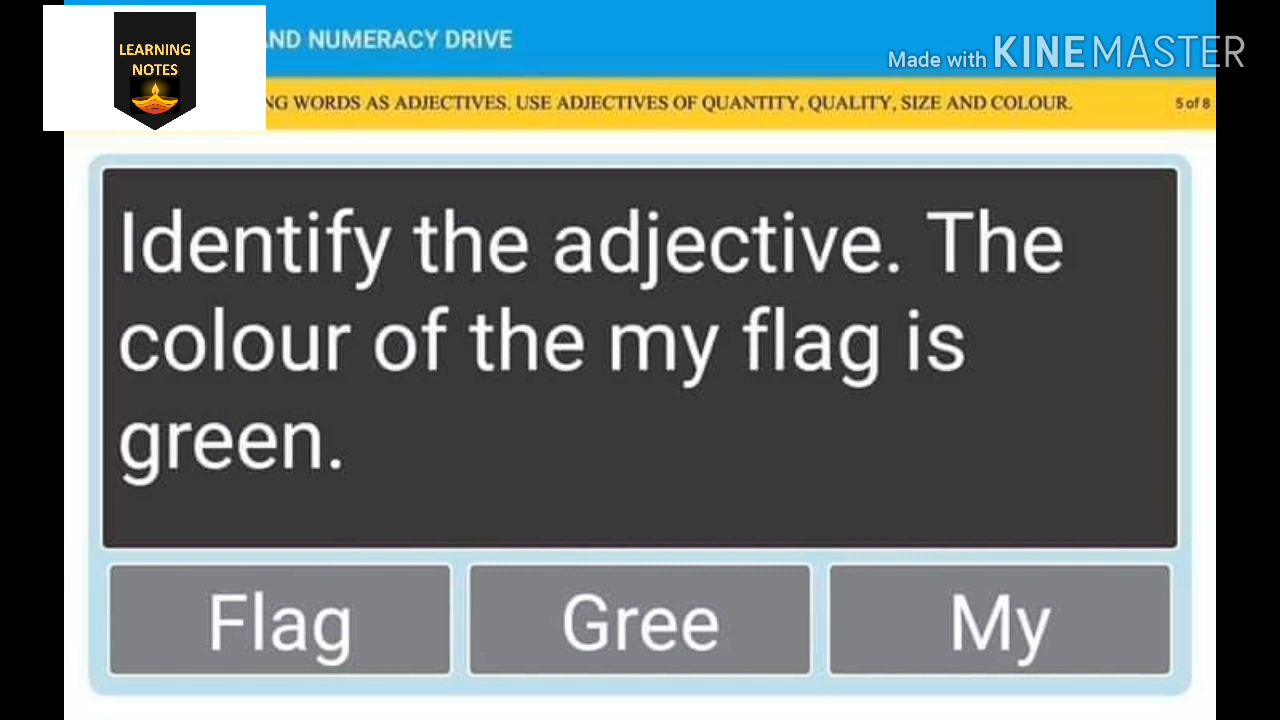 LEARNING
NOTES
AND NUMERACY DRIVE
Made with KINEMASTER
NG WORDS AS ADJECTIVES. USE ADJECTIVES OF QUANTITY, QUALITY, SIZE AND COLOUR.
5 of 8
Identify the adjective. The
colour of the my flag is
green.
Flag
Gree
My